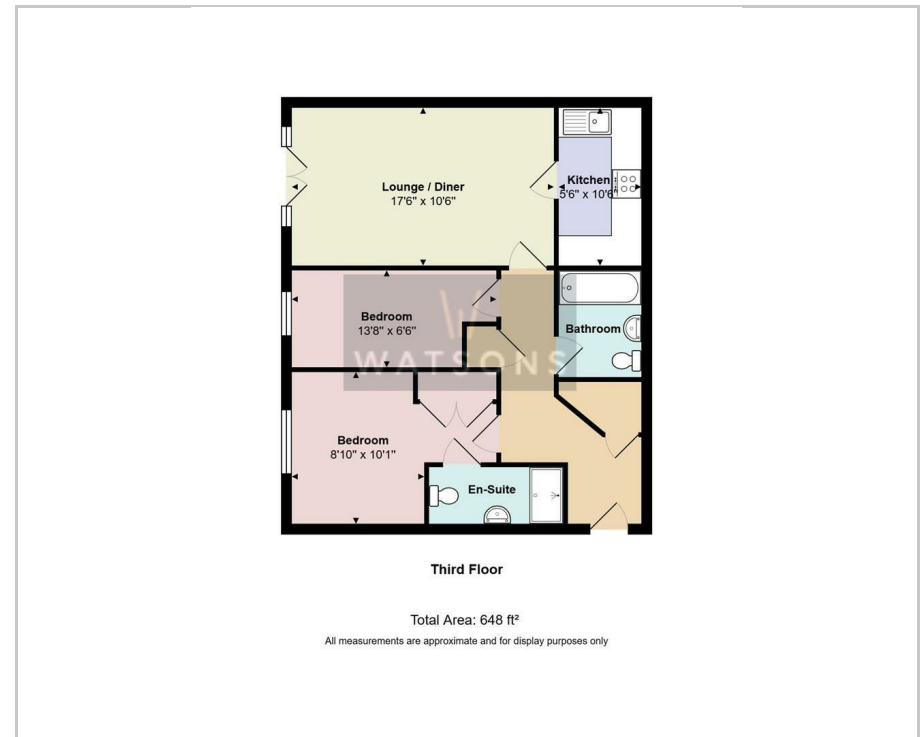 Lounge / Diner
17'6" x 10'6"
Kitchen
5'6" x 10'6"
Bedroom
13'8" x 6'6"
Bathroom
WATSONS
Bedroom
8'10" x 10'1"
En-Suite
Third Floor
Total Area: 648 ft²
All measurements are approximate and for display purposes only